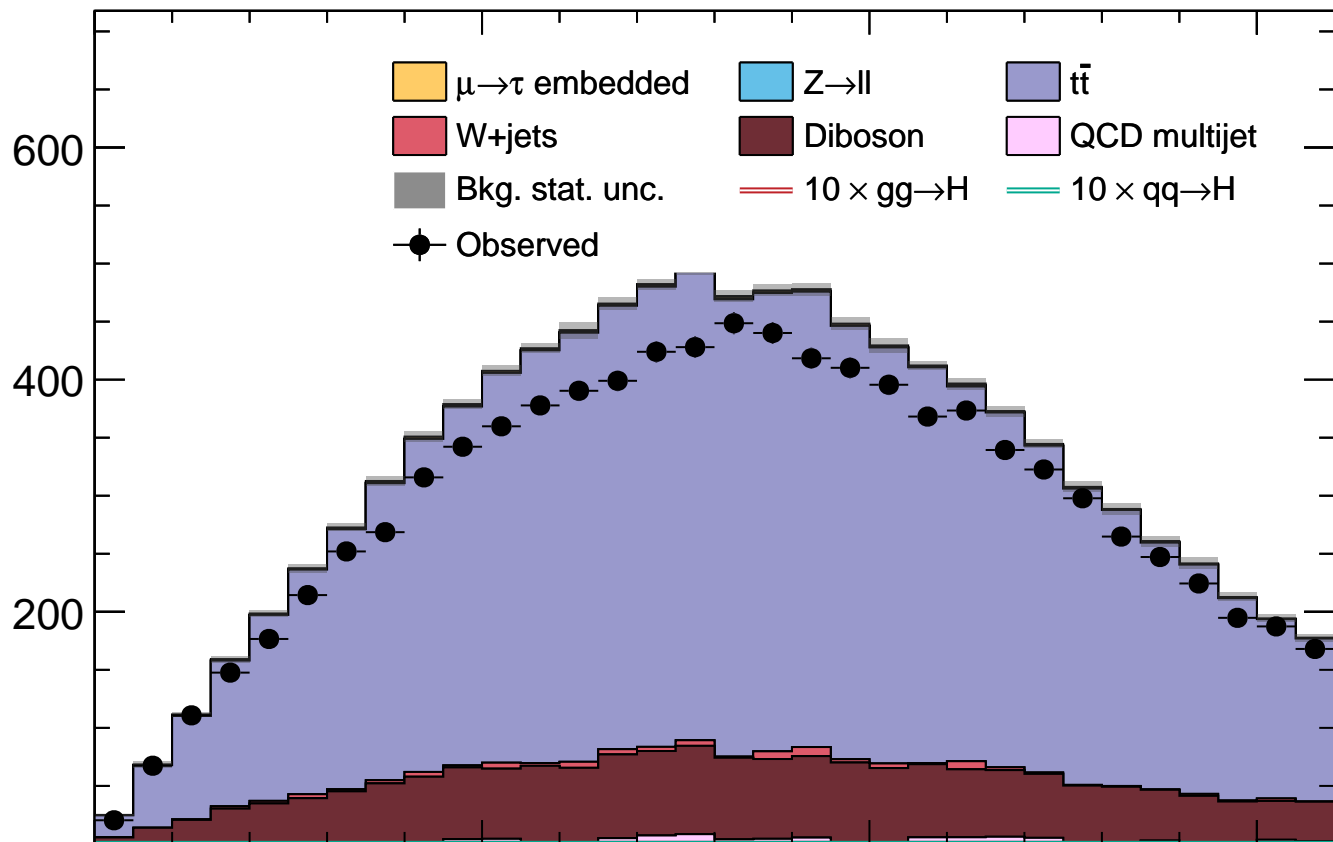 μ→τ embedded Z→ll tt̄
W+jets Diboson QCD multijet
600
Bkg. stat. unc. 10 × gg→H 10 × qq→H
Observed
400
200